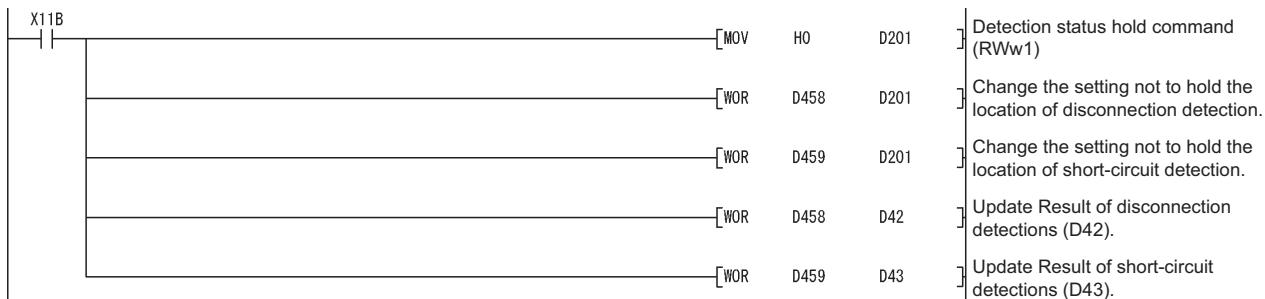 X11B
MOV H0 D201 Detection status hold command
(RWw1)
WOR D458 D201 Change the setting not to hold the
location of disconnection detection.
WOR D459 D201 Change the setting not to hold the
location of short-circuit detection.
WOR D458 D42 Update Result of disconnection
detections (D42).
WOR D459 D43 Update Result of short-circuit
detections (D43).